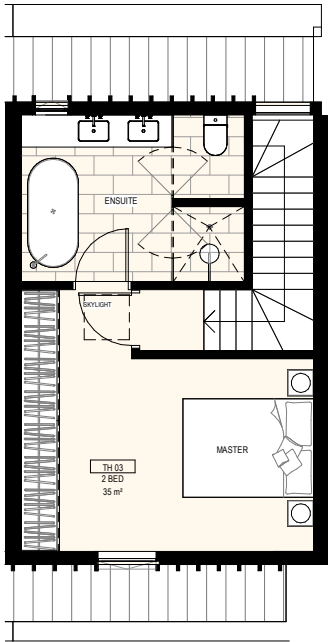 ENSUITE
SKYLIGHT
MASTER
TH 03
2 BED
35 m²